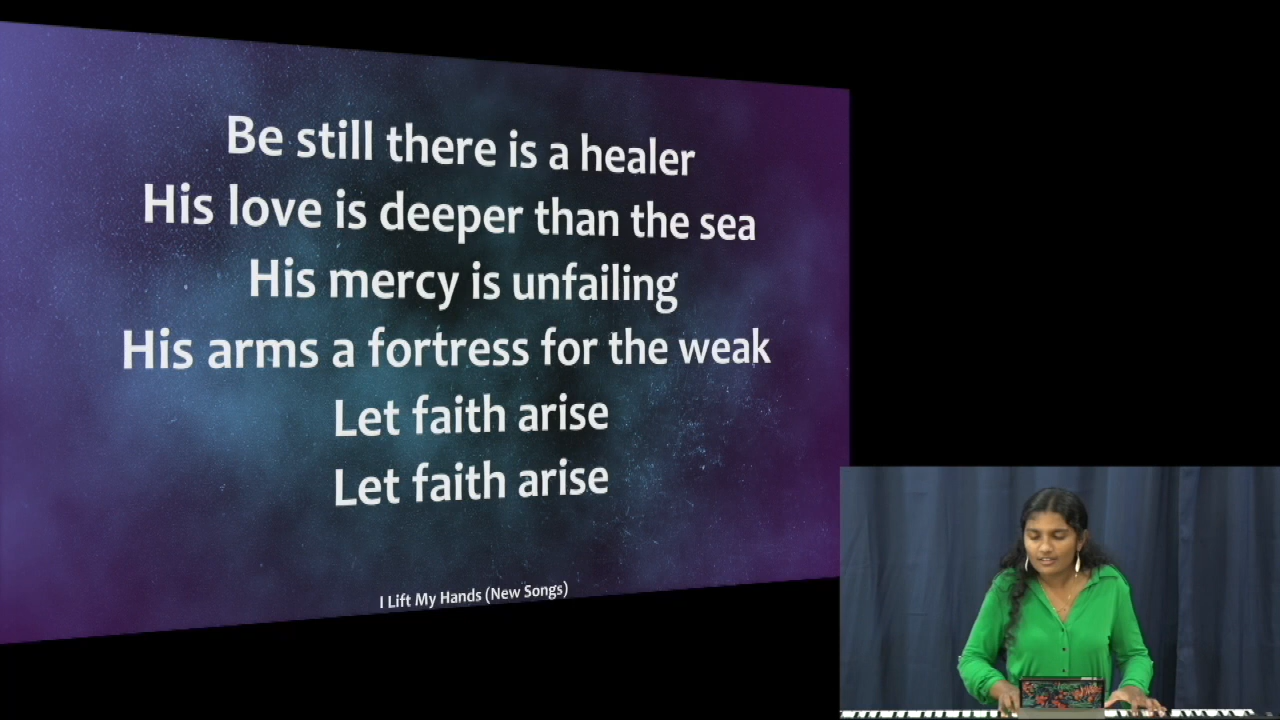 Be still there is a healer
His love is deeper than the sea
His mercy is unfailing
His arms a fortress for the weak
Let faith arise
Let faith arise
I Lift My Hands (New Songs)